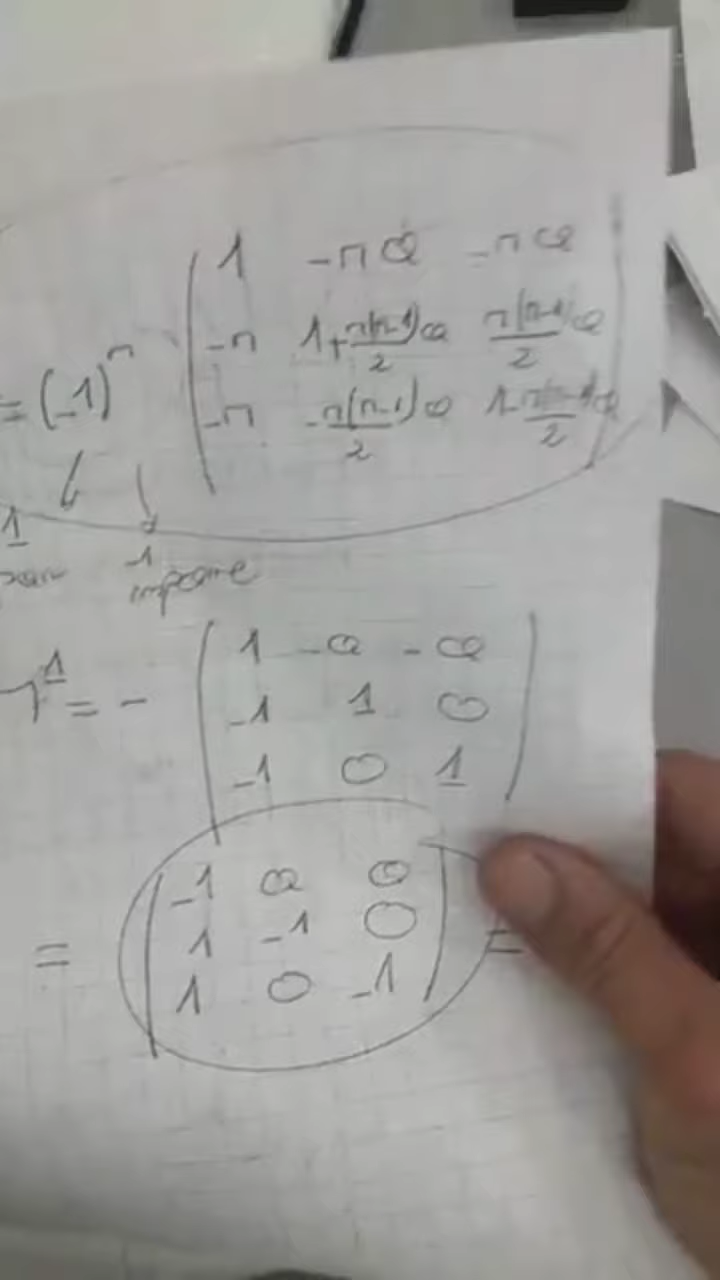 1 -n a -n a
= (-1)^n -n 1+n(n-1)a/2 n(n-1)a/2
-n -n(n-1)a/2 1-n(n-1)a/2
1 -1
impaire
1 -a -a
^1 = - -1 1 0
-1 0 1
-1 a a
= 1 -1 0 =
1 0 -1